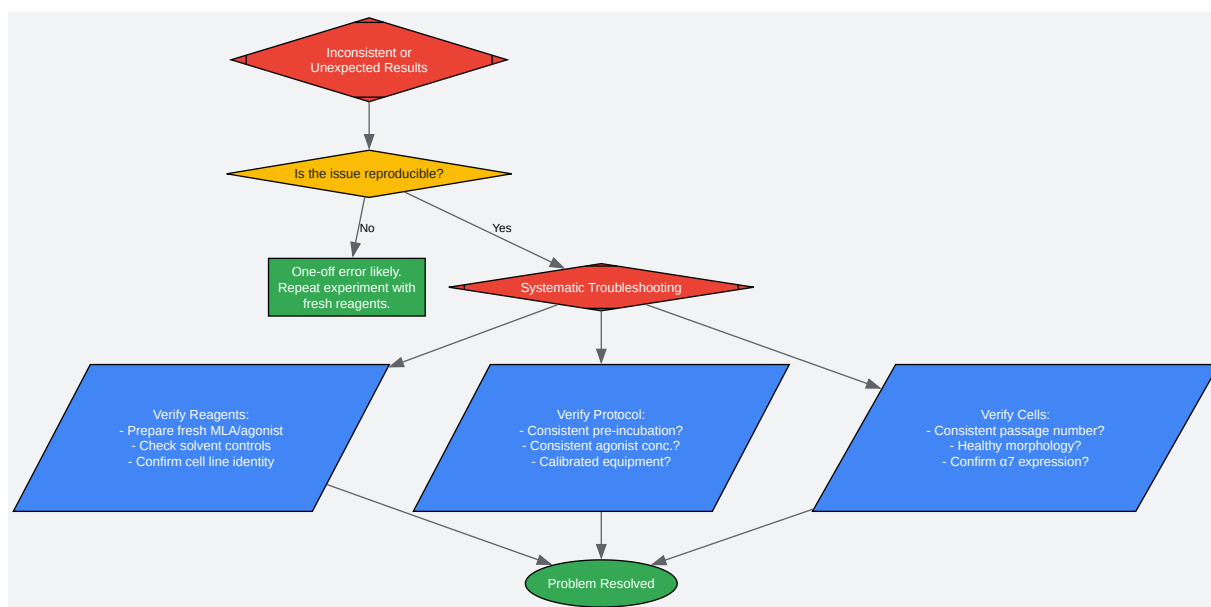 Inconsistent or
Unexpected Results
Is the issue reproducible?
No
Yes
One-off error likely.
Repeat experiment with
fresh reagents.
Systematic Troubleshooting
Verify Reagents:
- Prepare fresh MLA/agonist
- Check solvent controls
- Confirm cell line identity
Verify Protocol:
- Consistent pre-incubation?
- Consistent agonist conc.?
- Calibrated equipment?
Verify Cells:
- Consistent passage number?
- Healthy morphology?
- Confirm α7 expression?
Problem Resolved